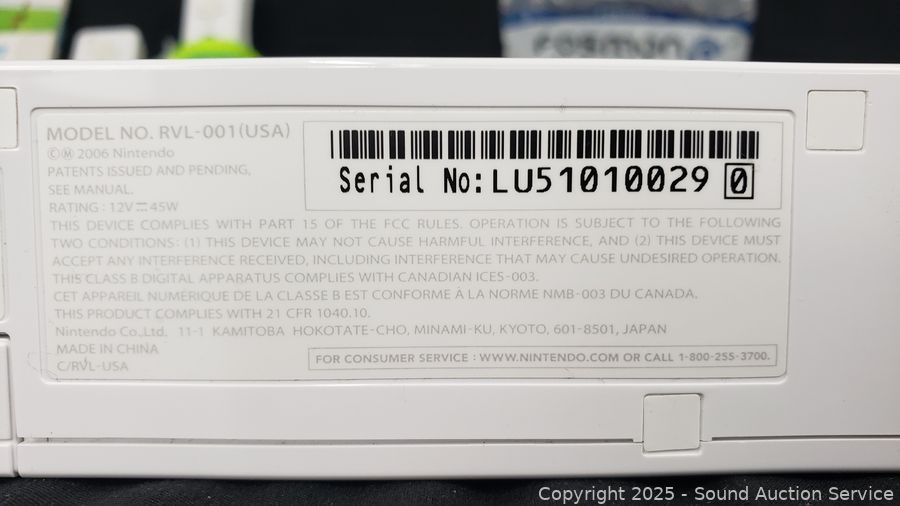 MODEL NO. RVL-001(USA)
©Ⓜ 2006 Nintendo
PATENTS ISSUED AND PENDING,
SEE MANUAL.
RATING : 12V⎓45W
Serial No:LU51010029 0
THIS DEVICE COMPLIES WITH PART 15 OF THE FCC RULES. OPERATION IS SUBJECT TO THE FOLLOWING
TWO CONDITIONS: (1) THIS DEVICE MAY NOT CAUSE HARMFUL INTERFERENCE, AND (2) THIS DEVICE MUST
ACCEPT ANY INTERFERENCE RECEIVED, INCLUDING INTERFERENCE THAT MAY CAUSE UNDESIRED OPERATION.
THIS CLASS B DIGITAL APPARATUS COMPLIES WITH CANADIAN ICES-003.
CET APPAREIL NUMÉRIQUE DE LA CLASSE B EST CONFORME À LA NORME NMB-003 DU CANADA.
THIS PRODUCT COMPLIES WITH 21 CFR 1040.10.
Nintendo Co.,Ltd. 11-1 KAMITOBA HOKOTATE-CHO, MINAMI-KU, KYOTO, 601-8501, JAPAN
MADE IN CHINA
C/RVL-USA
FOR CONSUMER SERVICE : WWW.NINTENDO.COM OR CALL 1-800-255-3700.
Copyright 2025 - Sound Auction Service